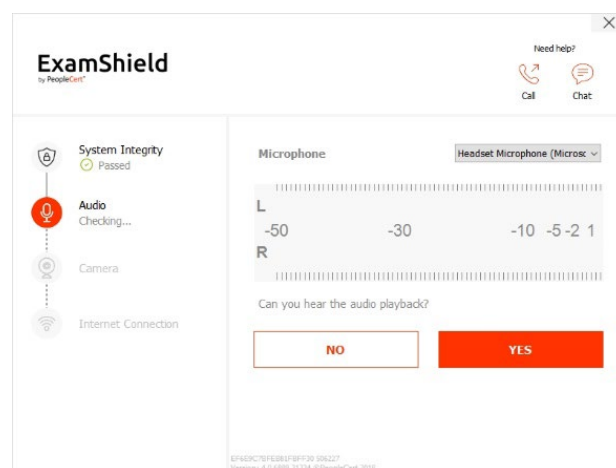 Need help?
ExamShield
by PeopleCert
Call
Chat
System Integrity
Passed
Audio
Checking...
Camera
Internet Connection
Microphone
Headset Microphone (Microsc
L
-50 -30 -10 -5 -2 1
R
Can you hear the audio playback?
NO
YES